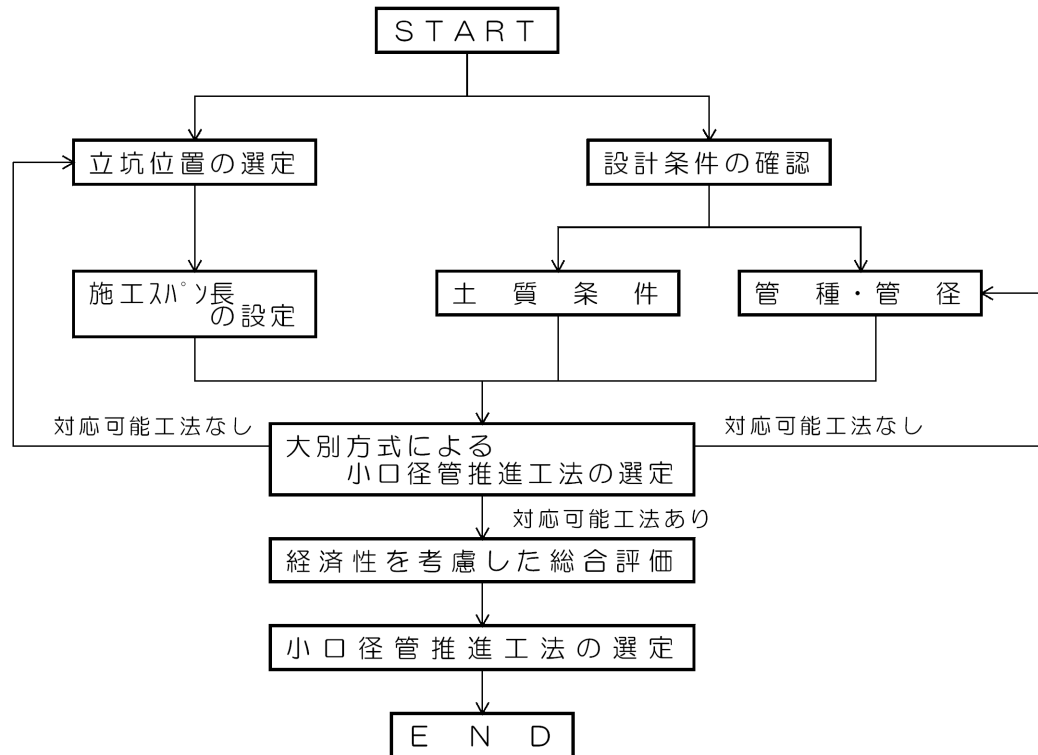 START
立坑位置の選定
設計条件の確認
施工ｽﾊﾟﾝ長
の設定
土質条件
管種・管径
対応可能工法なし
対応可能工法なし
大別方式による
小口径管推進工法の選定
対応可能工法あり
経済性を考慮した総合評価
小口径管推進工法の選定
END